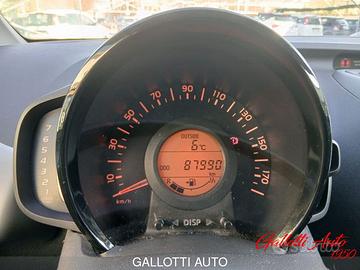 OUTSIDE
6°C
ODO 87990 km
10 30 50 70 90 110 130 150 170
km/h
DISP
Gallotti Auto
1950
GALLOTTI AUTO